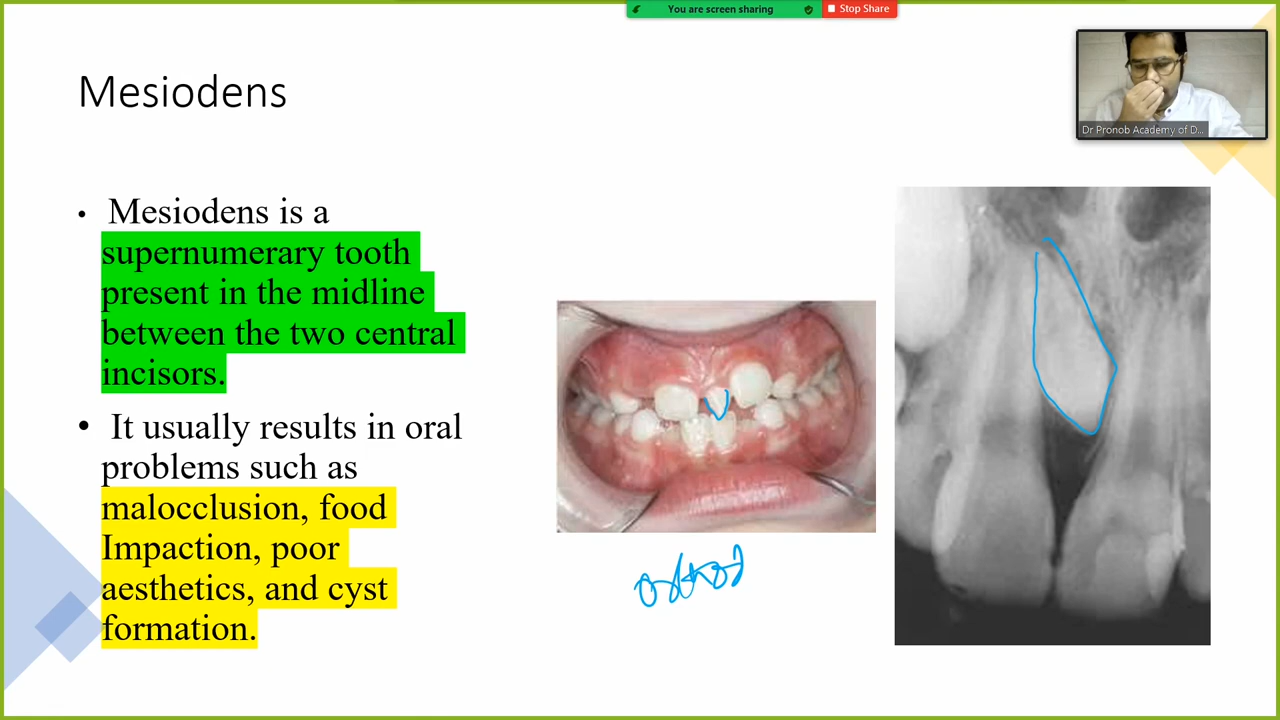 You are screen sharing
Stop Share
Dr Pronob Academy of D...
Mesiodens
• Mesiodens is a
supernumerary tooth
present in the midline
between the two central
incisors.
• It usually results in oral
problems such as
malocclusion, food
Impaction, poor
aesthetics, and cyst
formation.